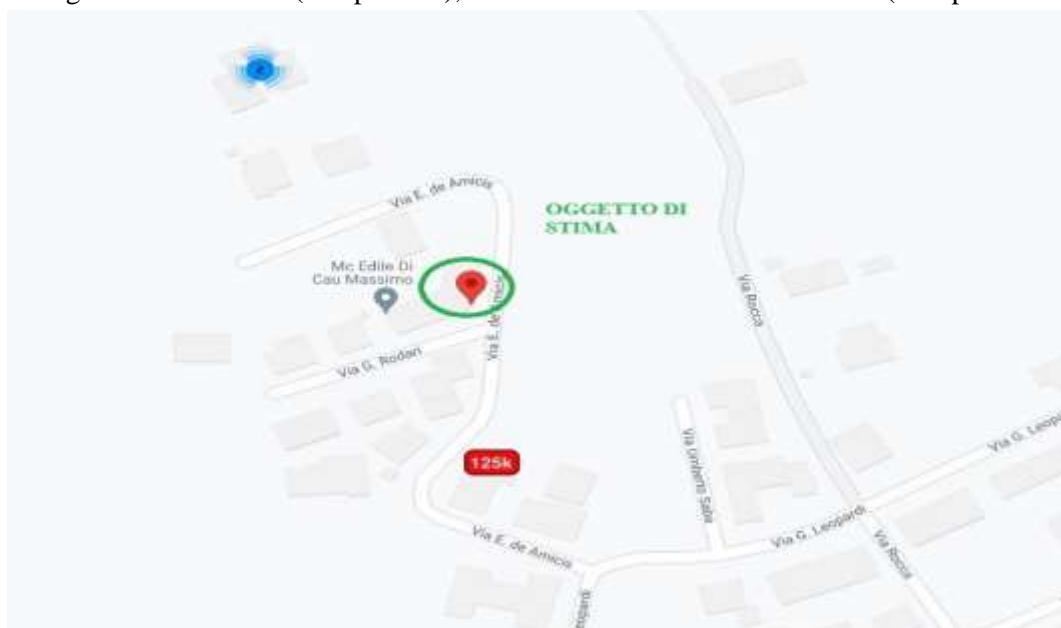 2
Via E. de Amicis
OGGETTO DI
STIMA
Mc Edile Di
Cau Massimo
Via E. de Amicis
Via Rocca
Via G. Rodari
125k
Via Umberto Saba
Via G. Leopardi
Via E. de Amicis
Via G. Leopardi
Via Rocca